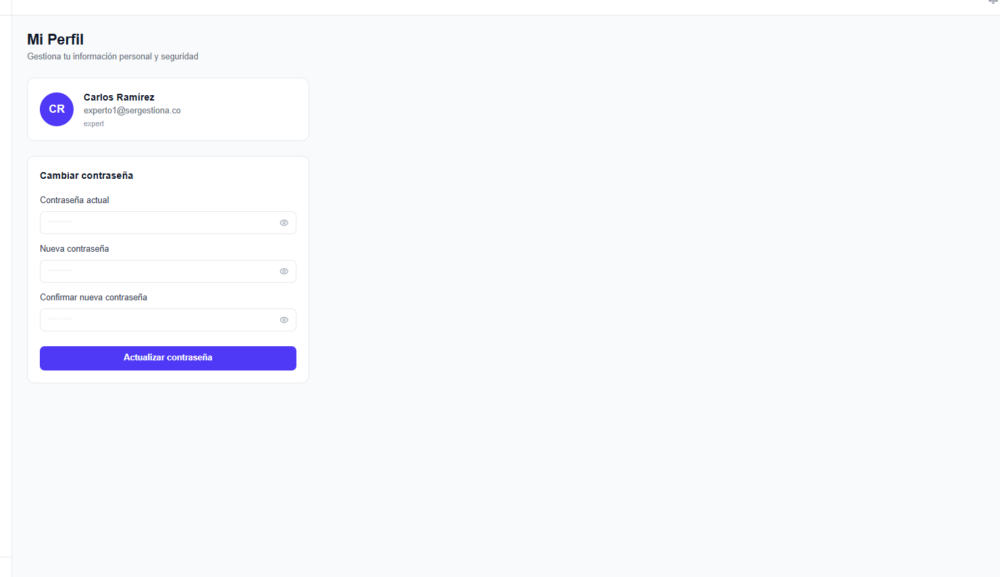 Mi Perfil
Gestiona tu información personal y seguridad
CR
Carlos Ramírez
experto1@sergestiona.co
expert
Cambiar contraseña
Contraseña actual
Nueva contraseña
Confirmar nueva contraseña
Actualizar contraseña